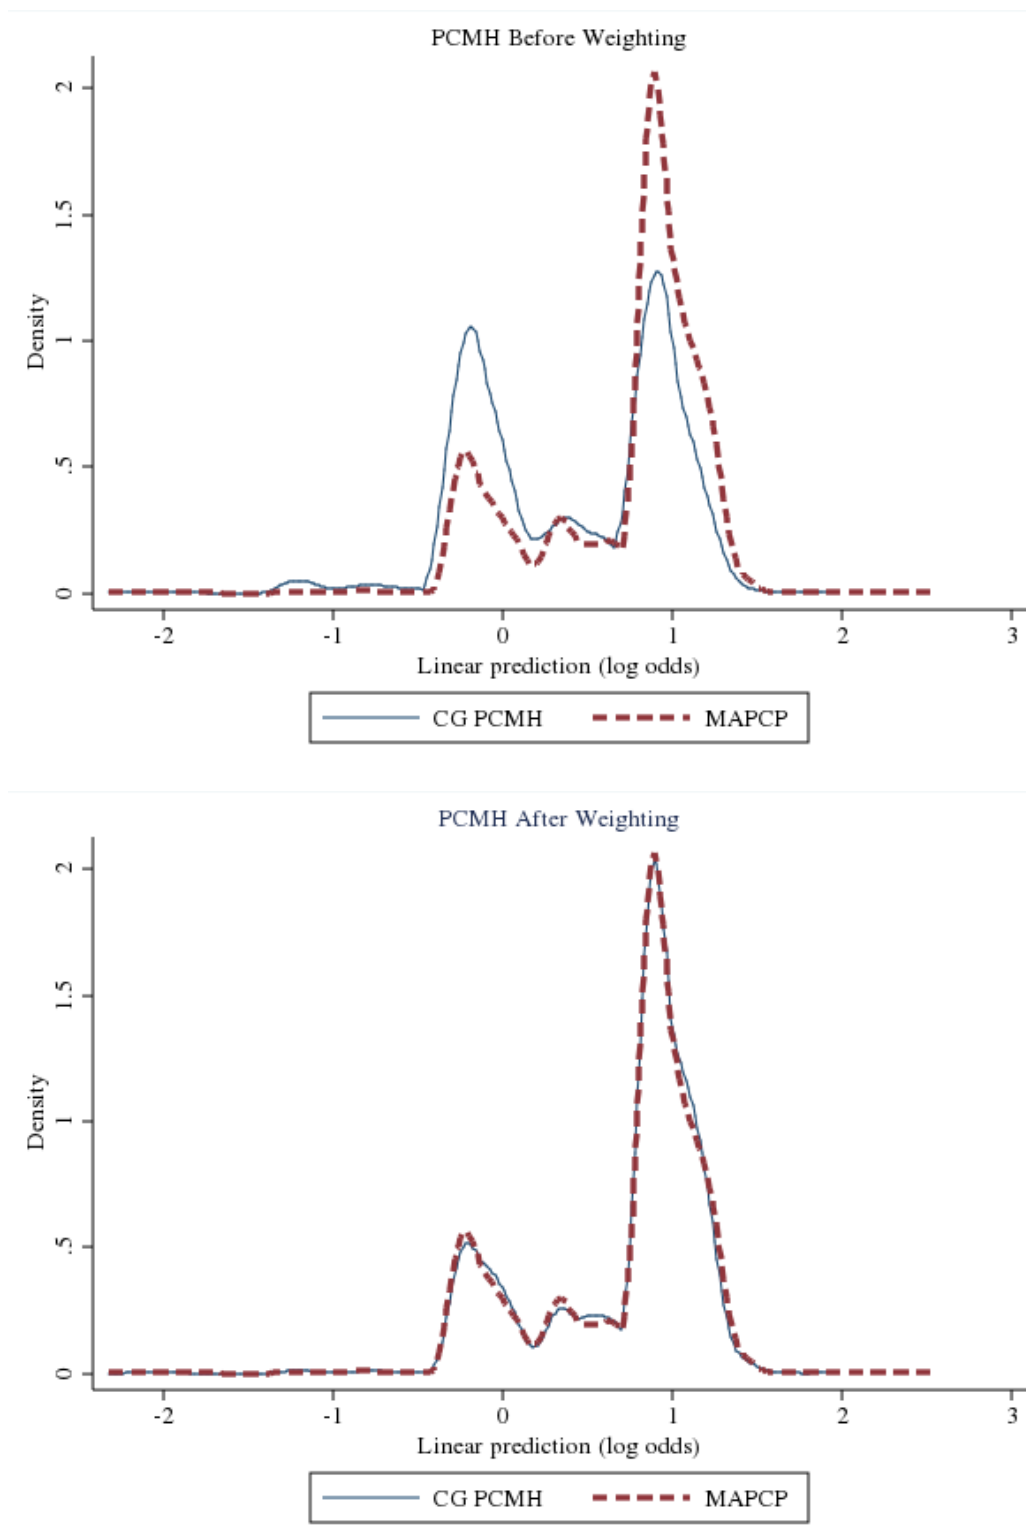 PCMH Before Weighting
2
1.5
1
.5
0
Density
-2 -1 0 1 2 3
Linear prediction (log odds)
CG PCMH MAPCP
PCMH After Weighting
2
1.5
1
.5
0
Density
-2 -1 0 1 2 3
Linear prediction (log odds)
CG PCMH MAPCP